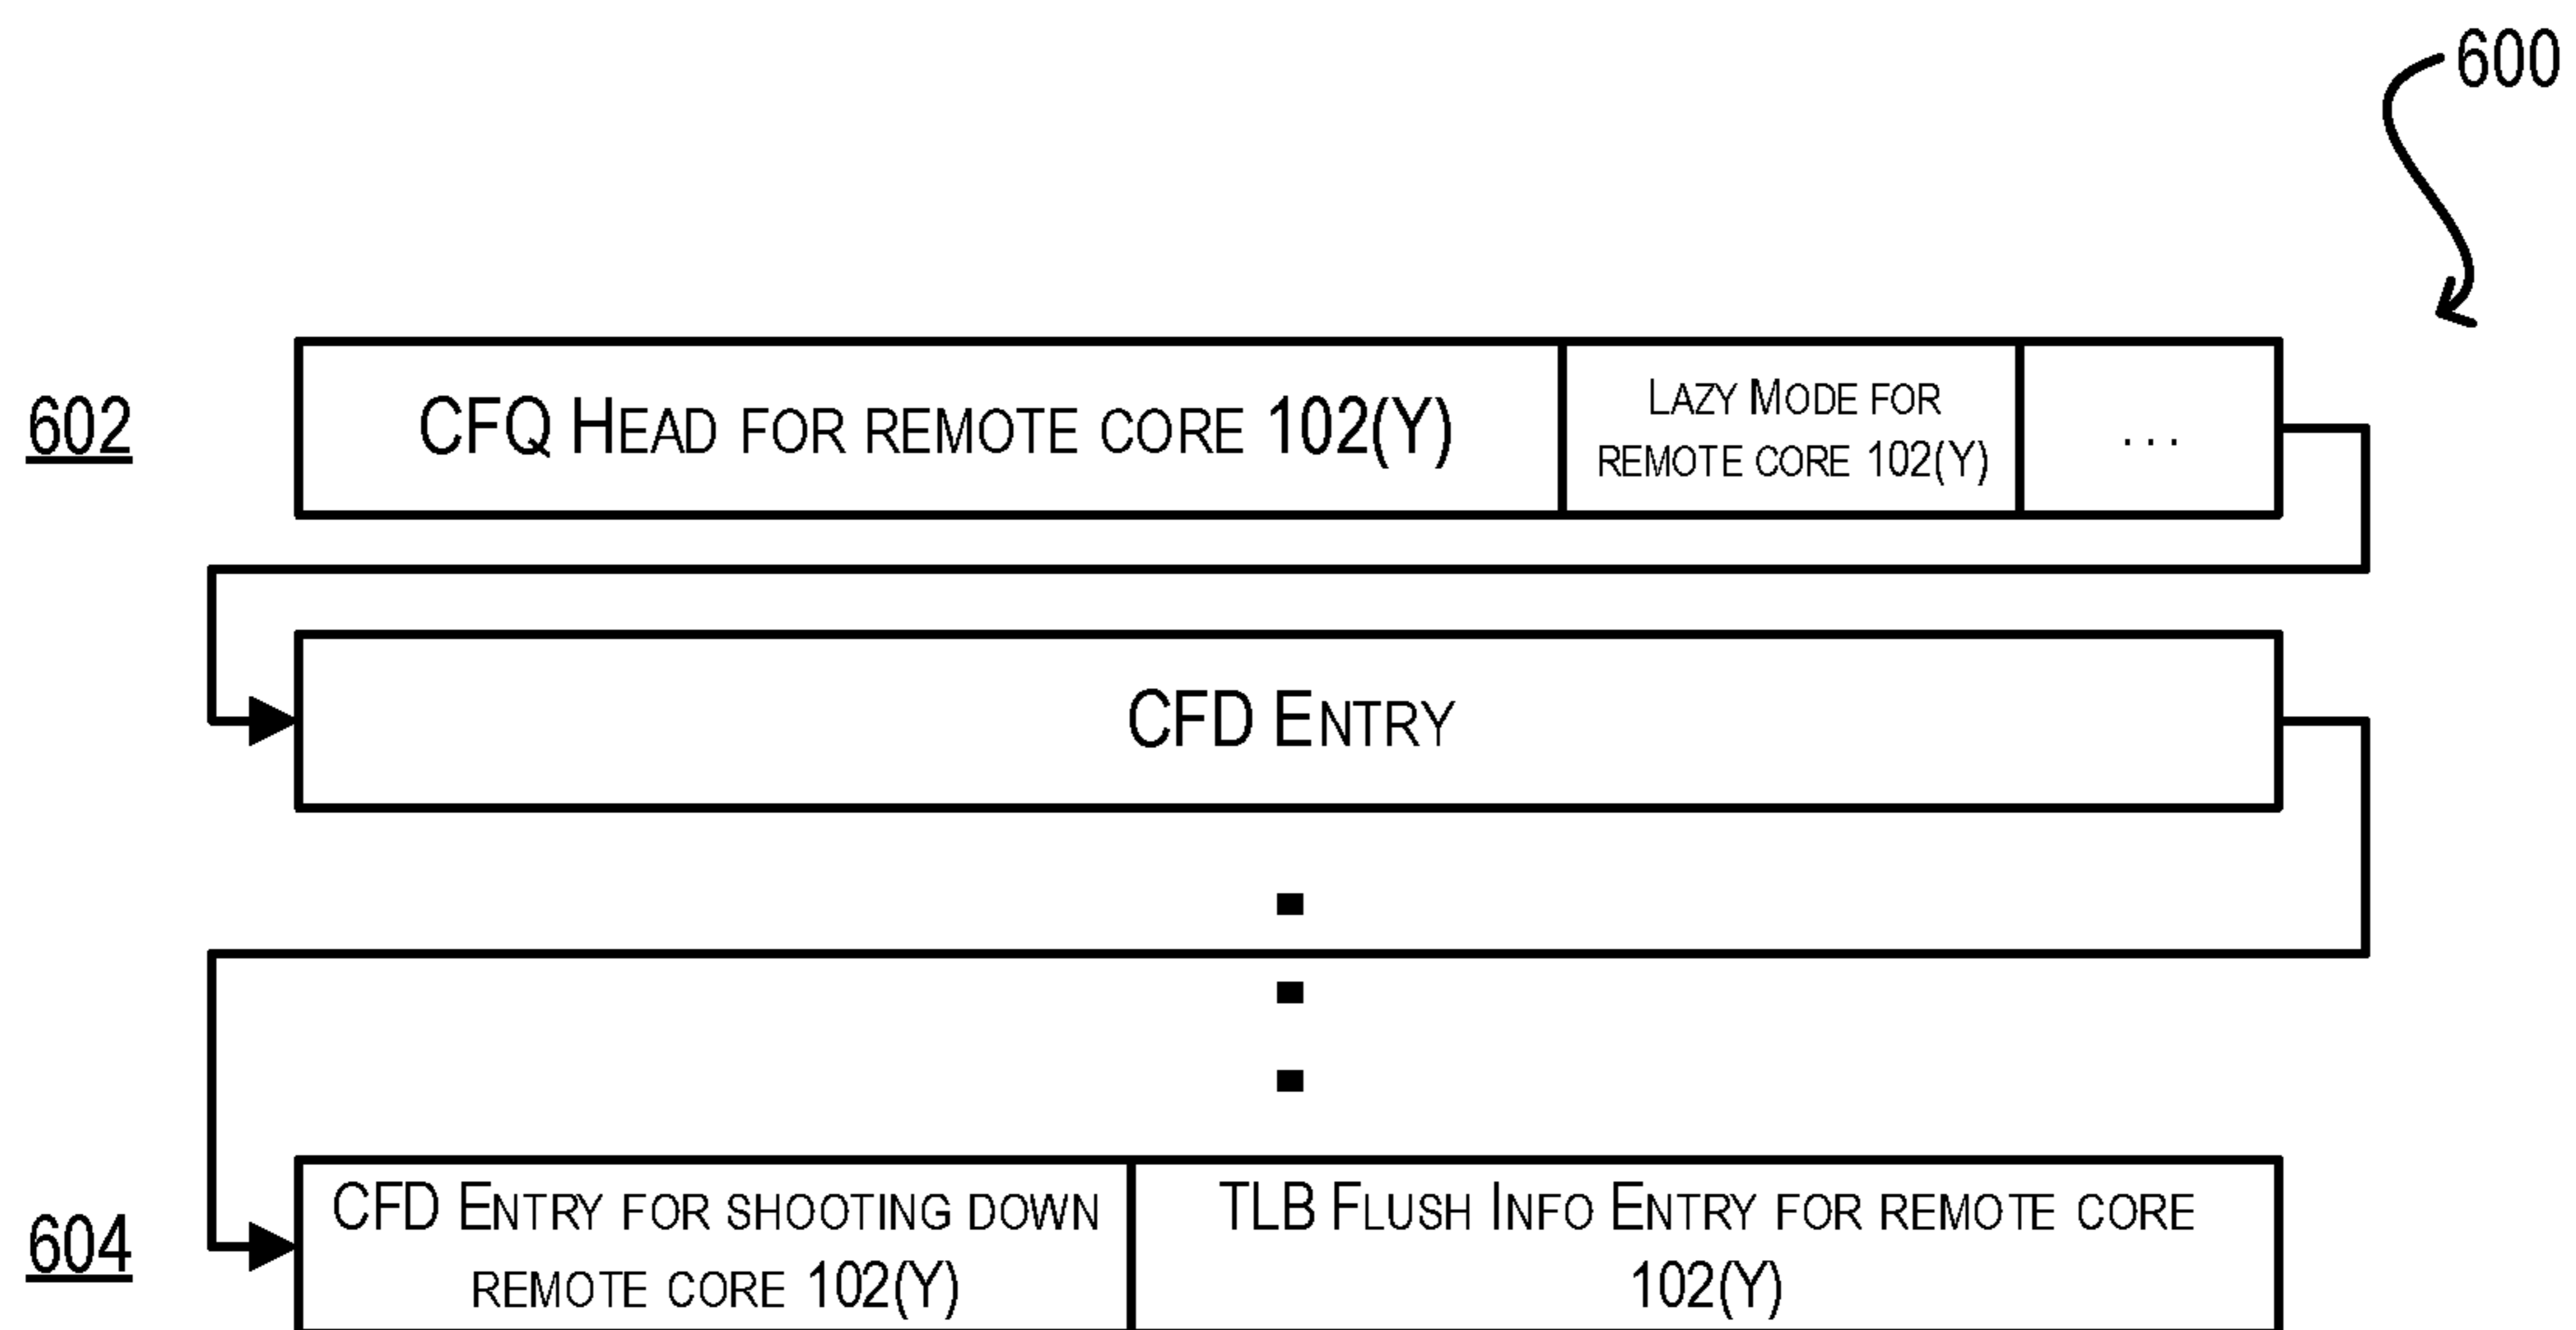 600
602
CFQ HEAD FOR REMOTE CORE 102(Y)
LAZY MODE FOR
REMOTE CORE 102(Y)
...
CFD ENTRY
604
CFD ENTRY FOR SHOOTING DOWN
REMOTE CORE 102(Y)
TLB FLUSH INFO ENTRY FOR REMOTE CORE
102(Y)